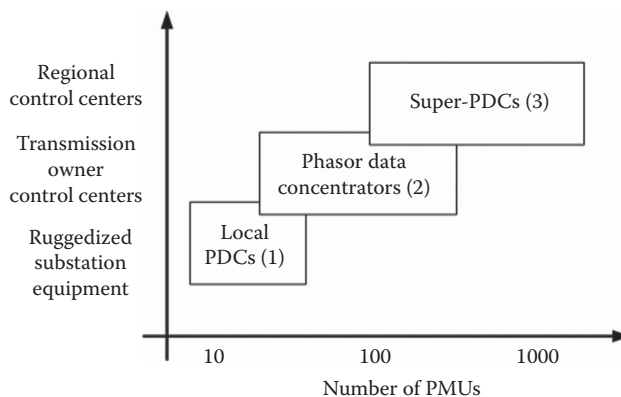 Regional
control centers
Super-PDCs (3)
Transmission
owner
control centers
Phasor data
concentrators (2)
Ruggedized
substation
equipment
Local
PDCs (1)
10
100
1000
Number of PMUs